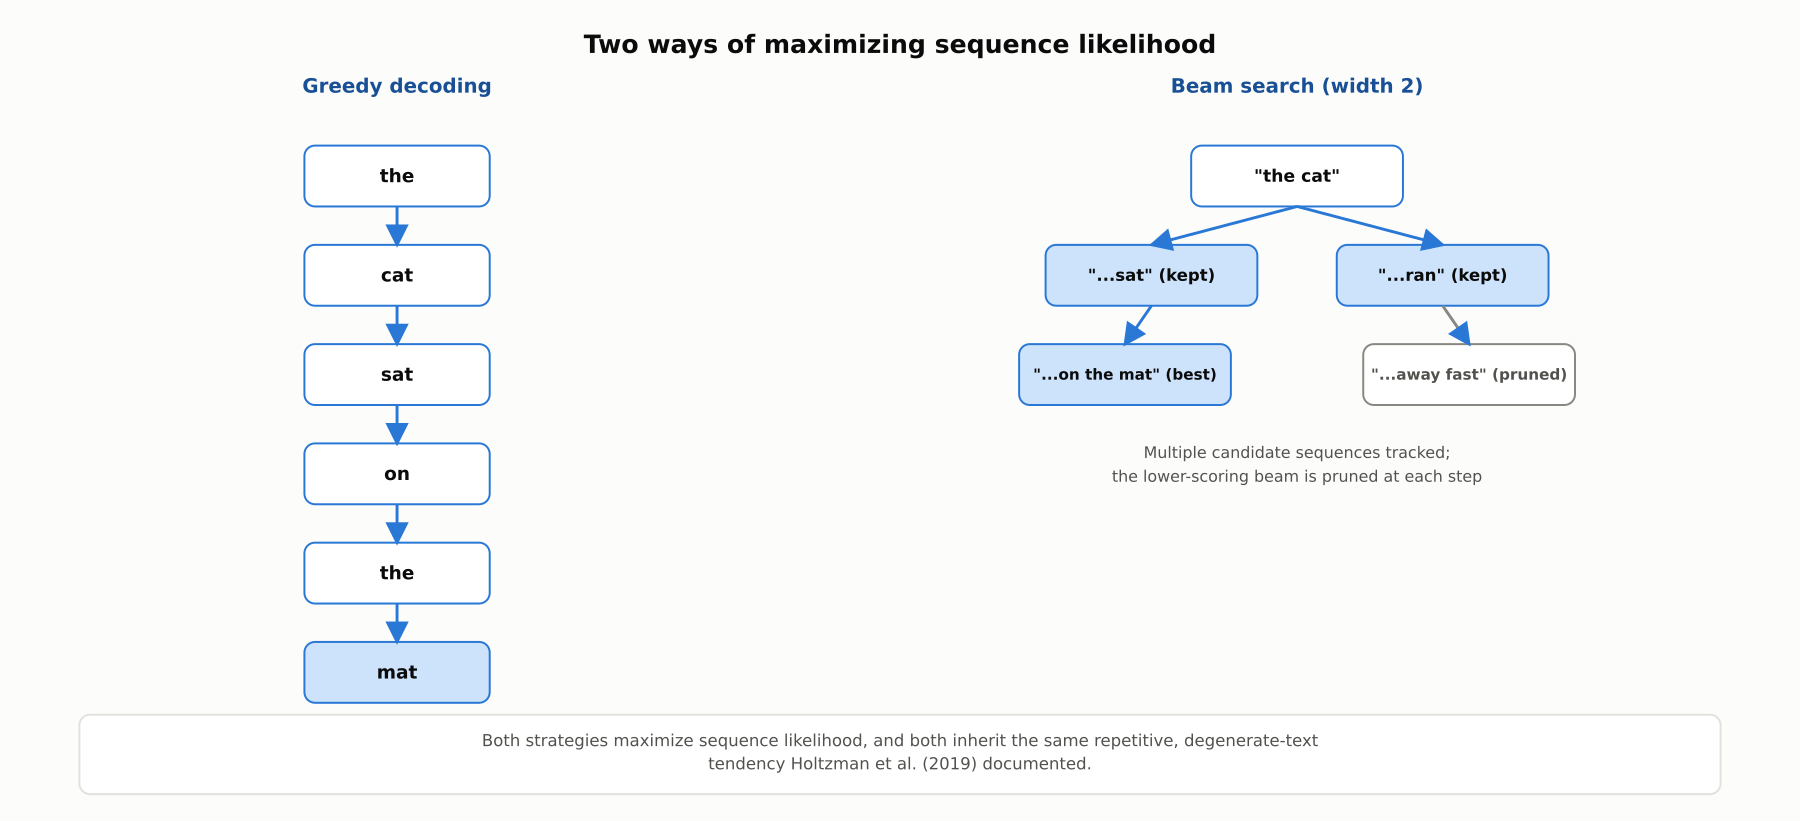 Two ways of maximizing sequence likelihood
Greedy decoding
the
cat
sat
on
the
mat
Beam search (width 2)
"the cat"
"...sat" (kept)
"...ran" (kept)
"...on the mat" (best)
"...away fast" (pruned)
Multiple candidate sequences tracked;
the lower-scoring beam is pruned at each step
Both strategies maximize sequence likelihood, and both inherit the same repetitive, degenerate-text
tendency Holtzman et al. (2019) documented.